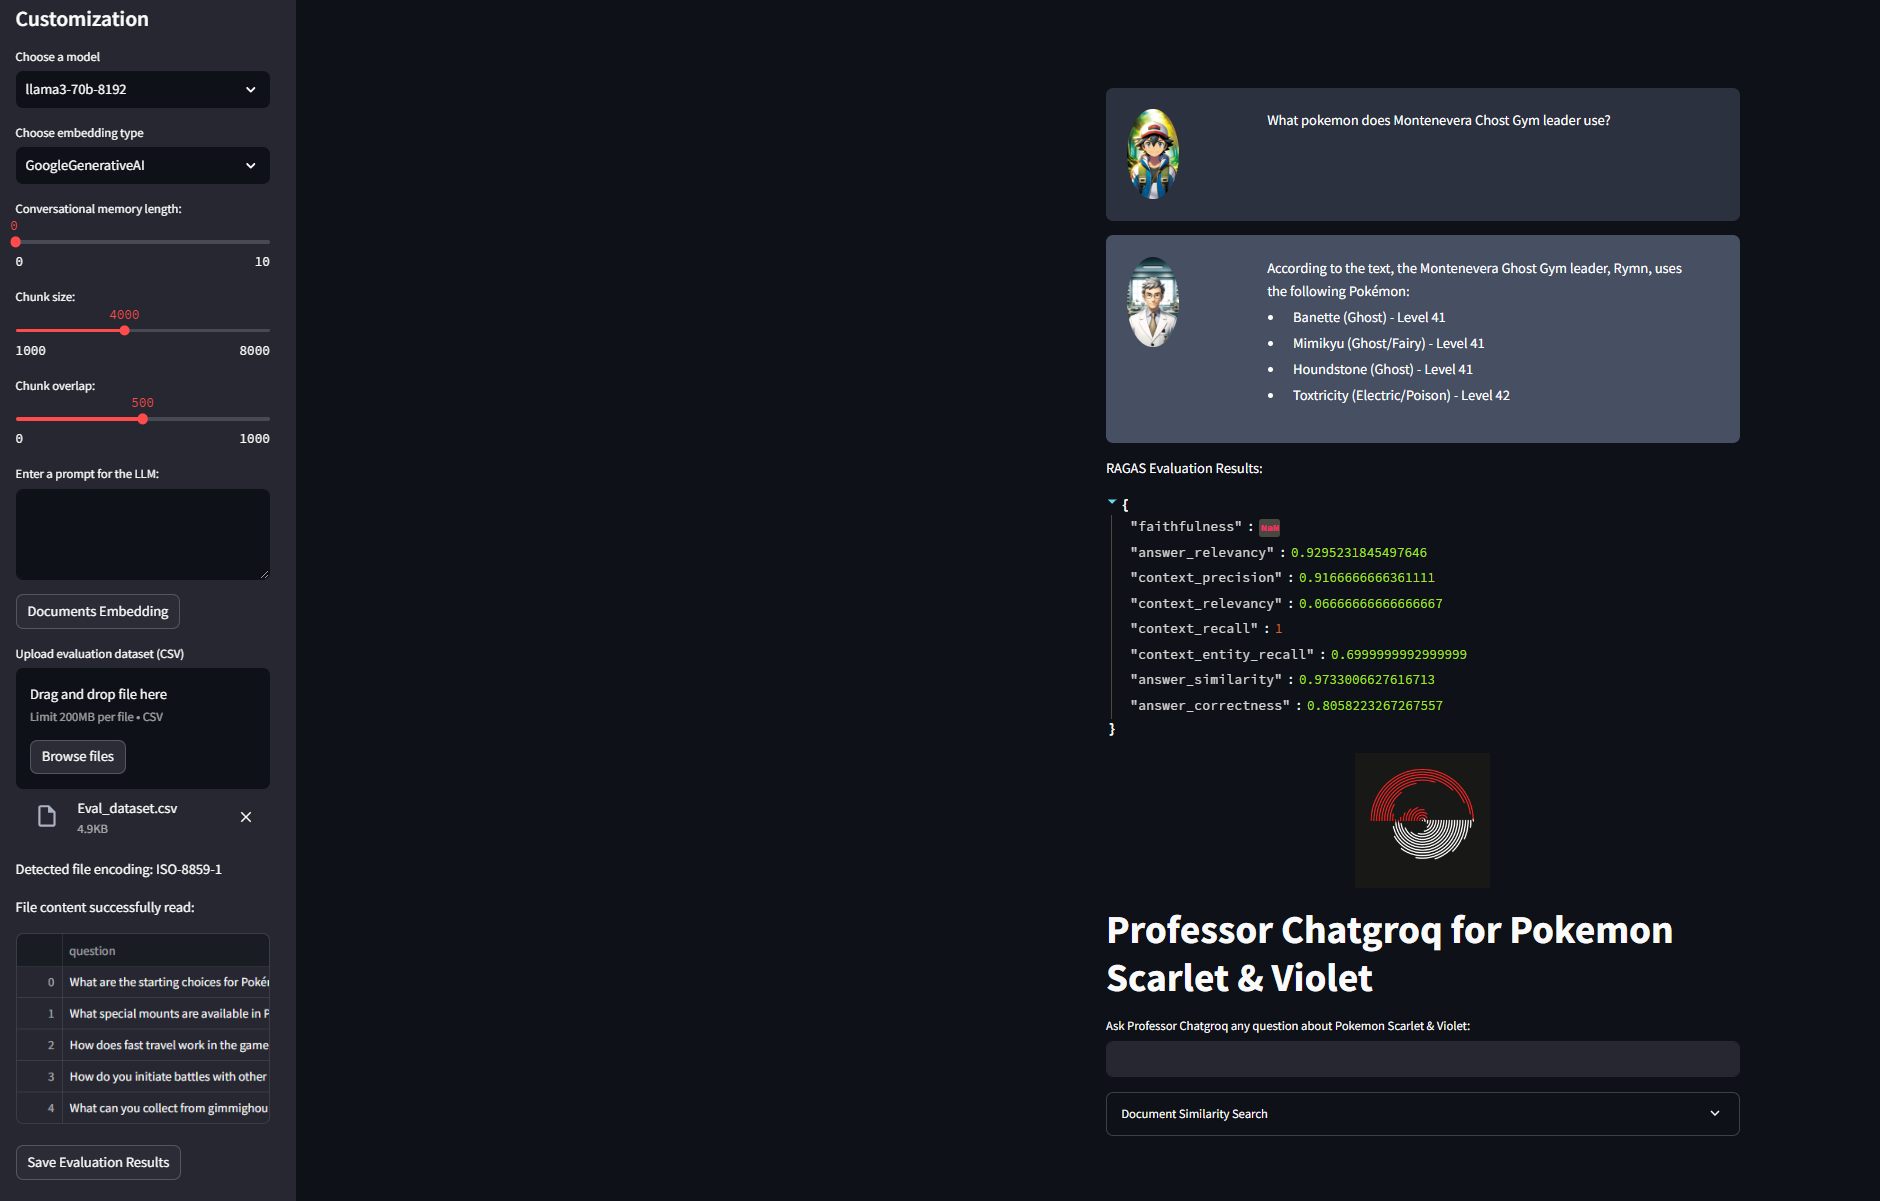 Customization
Choose a model
llama3-70b-8192
Choose embedding type
GoogleGenerativeAI
Conversational memory length:
0
0
10
Chunk size:
4000
1000
8000
Chunk overlap:
500
0
1000
Enter a prompt for the LLM:
Documents Embedding
Upload evaluation dataset (CSV)
Drag and drop file here
Limit 200MB per file • CSV
Browse files
Eval_dataset.csv
4.9KB
Detected file encoding: ISO-8859-1
File content successfully read:
question
0 What are the starting choices for Poké
1 What special mounts are available in P
2 How does fast travel work in the game
3 How do you initiate battles with other
4 What can you collect from gimmighou
Save Evaluation Results
What pokemon does Montenevera Chost Gym leader use?
According to the text, the Montenevera Ghost Gym leader, Rymn, uses
the following Pokémon:
• Banette (Ghost) - Level 41
• Mimikyu (Ghost/Fairy) - Level 41
• Houndstone (Ghost) - Level 41
• Toxtricity (Electric/Poison) - Level 42
RAGAS Evaluation Results:
{
"faithfulness" : NaN
"answer_relevancy" : 0.9295231845497646
"context_precision" : 0.9166666666361111
"context_relevancy" : 0.06666666666666667
"context_recall" : 1
"context_entity_recall" : 0.6999999992999999
"answer_similarity" : 0.9733006627616713
"answer_correctness" : 0.8058223267267557
}
Professor Chatgroq for Pokemon
Scarlet & Violet
Ask Professor Chatgroq any question about Pokemon Scarlet & Violet:
Document Similarity Search